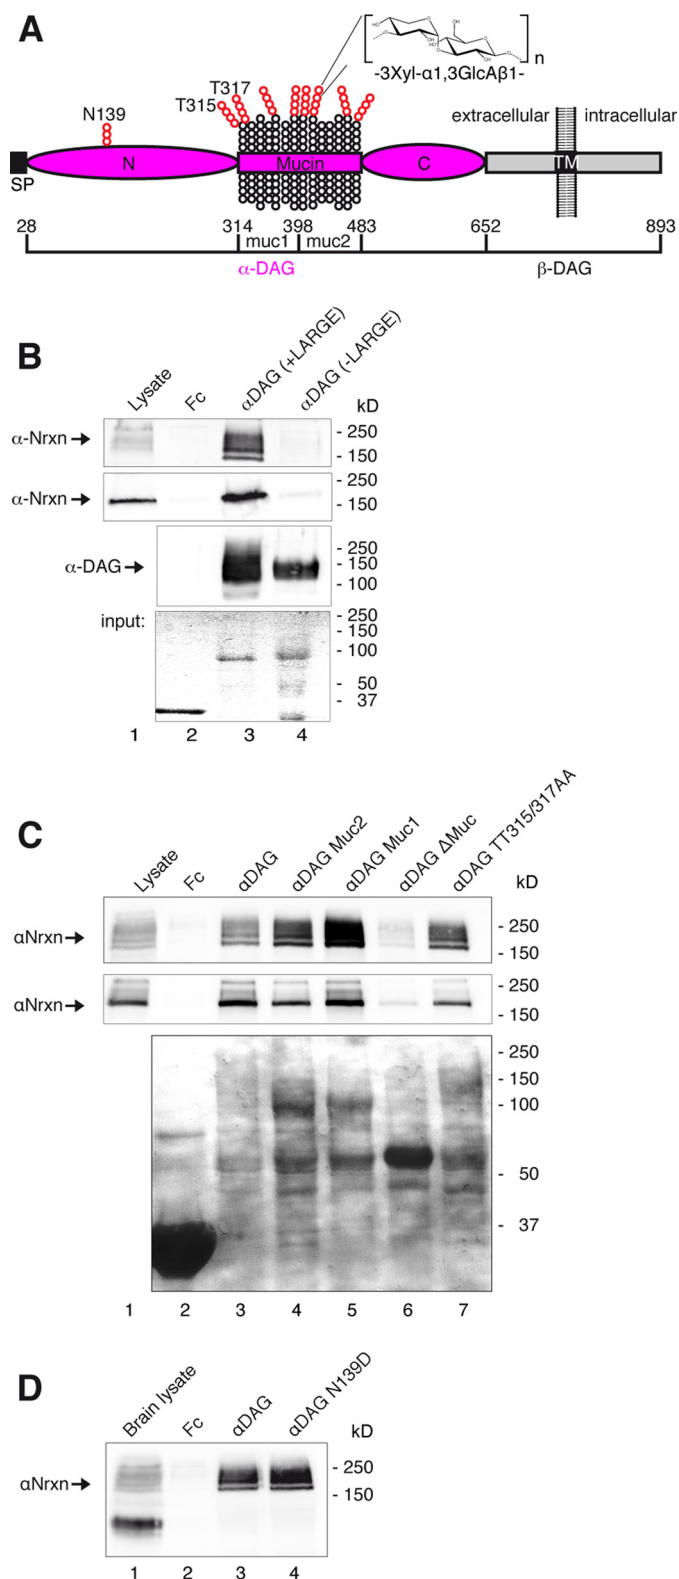 A
n
-3Xyl-α1,3GlcAβ1-
T317
T315
N139
extracellular
intracellular
N
Mucin
C
TM
SP
28
314
398
483
652
893
muc1
muc2
α-DAG
β-DAG
B
Lysate
Fc
αDAG (+LARGE)
αDAG (-LARGE)
kD
α-Nrxn
- 250
- 150
α-Nrxn
- 250
- 150
α-DAG
- 250
- 150
- 100
input:
- 250
- 150
- 100
- 50
- 37
1 2 3 4
C
Lysate
Fc
αDAG
αDAG Muc2
αDAG Muc1
αDAG ΔMuc
αDAG TT315/317AA
kD
αNrxn
- 250
- 150
αNrxn
- 250
- 150
- 250
- 150
- 100
- 50
- 37
1 2 3 4 5 6 7
D
Brain lysate
Fc
αDAG
αDAG N139D
kD
αNrxn
- 250
- 150
1 2 3 4